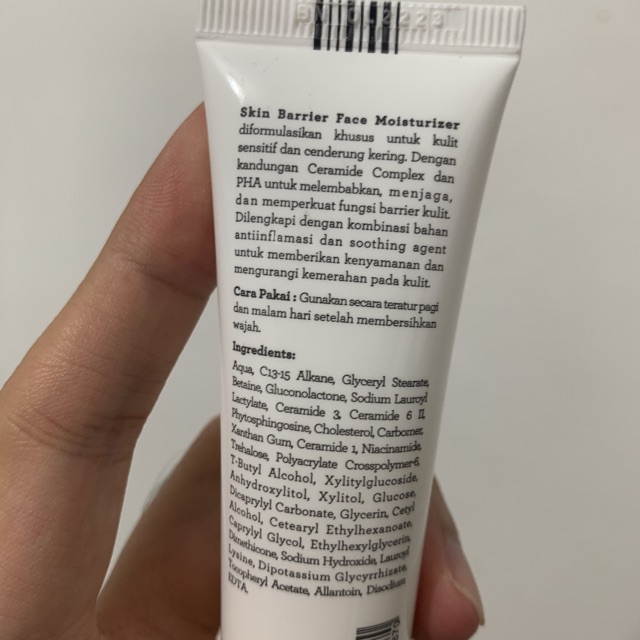 Skin Barrier Face Moisturizer
diformulasikan khusus untuk kulit
sensitif dan cenderung kering. Dengan
kandungan Ceramide Complex dan
PHA untuk melembabkan, menjaga,
dan memperkuat fungsi barrier kulit.
Dilengkapi dengan kombinasi bahan
antiinflamasi dan soothing agent
untuk memberikan kenyamanan dan
mengurangi kemerahan pada kulit.
Cara Pakai : Gunakan secara teratur pagi
dan malam hari setelah membersihkan
wajah.
Ingredients:
Aqua, C13-15 Alkane, Glyceryl Stearate,
Betaine, Gluconolactone, Sodium Lauroyl
Lactylate, Ceramide 3, Ceramide 6 II,
Phytosphingosine, Cholesterol, Carbomer,
Xanthan Gum, Ceramide 1, Niacinamide,
Trehalose, Polyacrylate Crosspolymer-6,
T-Butyl Alcohol, Xylitylglucoside,
Anhydroxylitol, Xylitol, Glucose,
Dicaprylyl Carbonate, Glycerin, Cetyl
Alcohol, Cetearyl Ethylhexanoate,
Caprylyl Glycol, Ethylhexylglycerin,
Dimethicone, Sodium Hydroxide, Lauroyl
Lysine, Dipotassium Glycyrrhizate,
Tocopheryl Acetate, Allantoin, Disodium
EDTA.